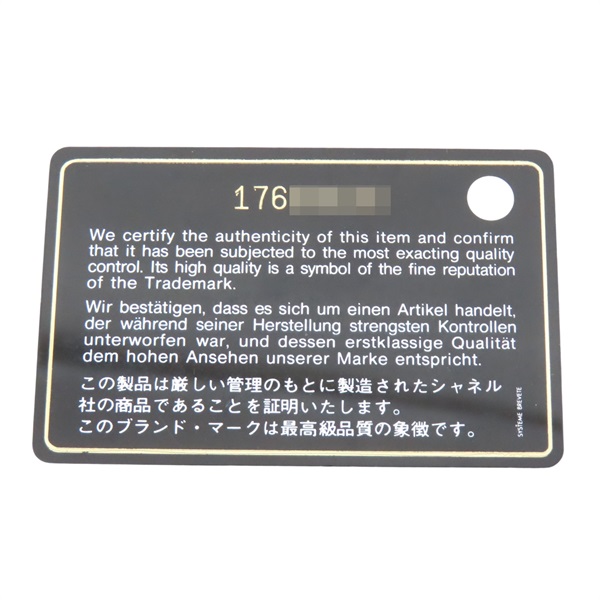 176
We certify the authenticity of this item and confirm
that it has been subjected to the most exacting quality
control. Its high quality is a symbol of the fine reputation
of the Trademark.
Wir bestätigen, dass es sich um einen Artikel handelt,
der während seiner Herstellung strengsten Kontrollen
unterworfen war, und dessen erstklassige Qualität
dem hohen Ansehen unserer Marke entspricht.
この製品は厳しい管理のもとに製造されたシャネル
社の商品であることを証明いたします。
このブランド・マークは最高級品質の象徴です。
SYSTEME BREVETE